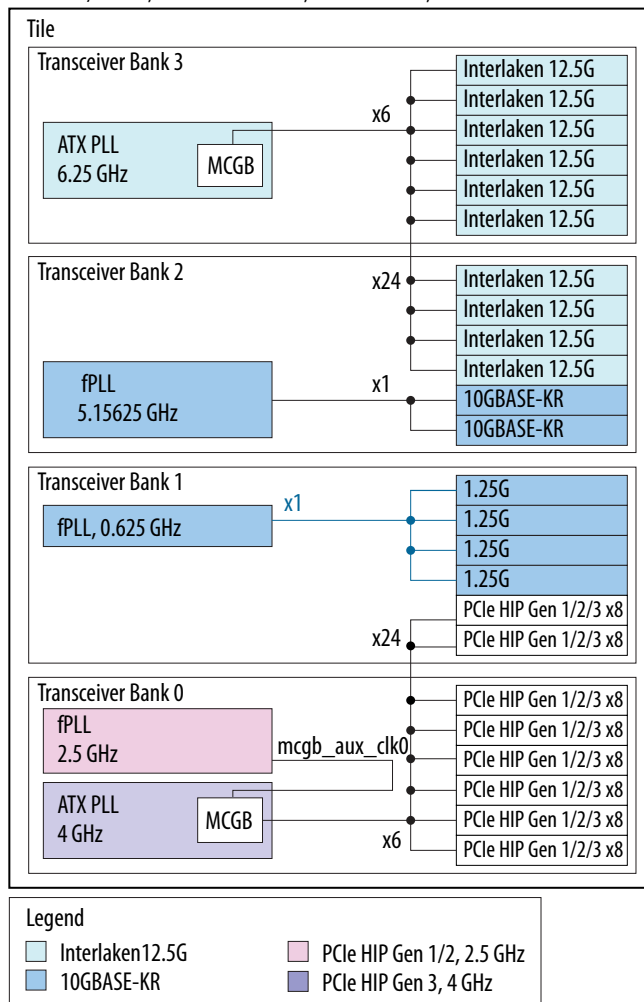 Tile
Transceiver Bank 3
ATX PLL
6.25 GHz
MCGB
x6
Interlaken 12.5G
Interlaken 12.5G
Interlaken 12.5G
Interlaken 12.5G
Interlaken 12.5G
Interlaken 12.5G
Transceiver Bank 2
x24
Interlaken 12.5G
Interlaken 12.5G
Interlaken 12.5G
Interlaken 12.5G
fPLL
5.15625 GHz
x1
10GBASE-KR
10GBASE-KR
Transceiver Bank 1
fPLL, 0.625 GHz
x1
1.25G
1.25G
1.25G
1.25G
PCIe HIP Gen 1/2/3 x8
x24
PCIe HIP Gen 1/2/3 x8
Transceiver Bank 0
fPLL
2.5 GHz
mcgb_aux_clk0
ATX PLL
4 GHz
MCGB
x6
PCIe HIP Gen 1/2/3 x8
PCIe HIP Gen 1/2/3 x8
PCIe HIP Gen 1/2/3 x8
PCIe HIP Gen 1/2/3 x8
PCIe HIP Gen 1/2/3 x8
PCIe HIP Gen 1/2/3 x8
Legend
Interlaken12.5G
10GBASE-KR
PCIe HIP Gen 1/2, 2.5 GHz
PCIe HIP Gen 3, 4 GHz